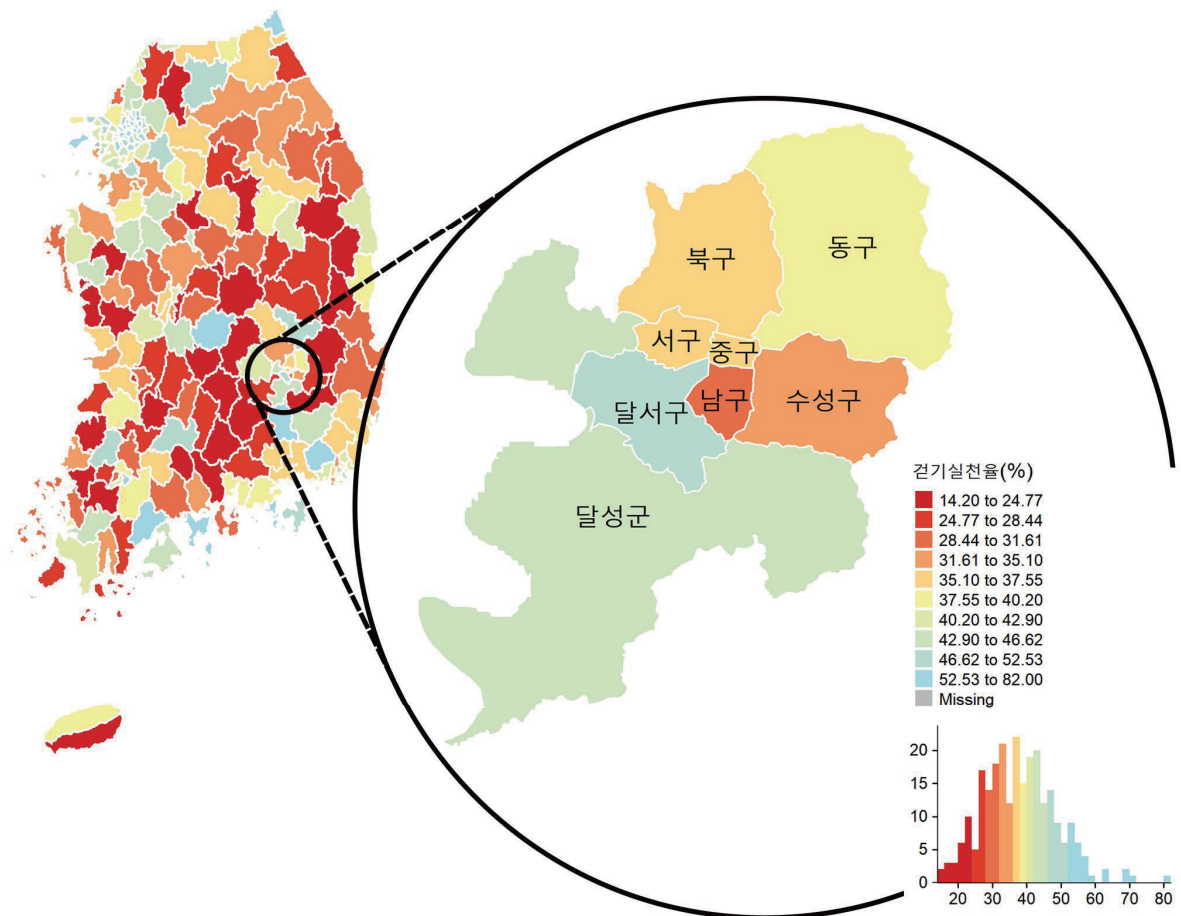 북구
동구
서구
중구
달서구
남구
수성구
달성군
걷기실천율(%)
14.20 to 24.77
24.77 to 28.44
28.44 to 31.61
31.61 to 35.10
35.10 to 37.55
37.55 to 40.20
40.20 to 42.90
42.90 to 46.62
46.62 to 52.53
52.53 to 82.00
Missing
20
15
10
5
0
20 30 40 50 60 70 80